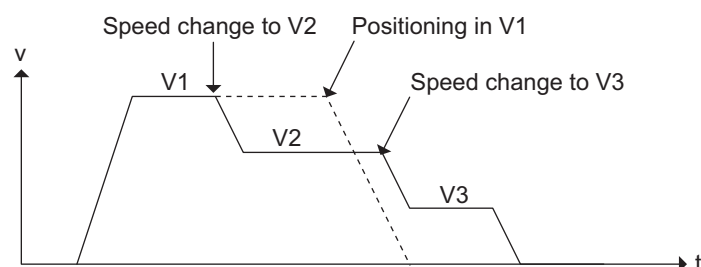 Speed change to V2
Positioning in V1
v
Speed change to V3
V1
V2
V3
t